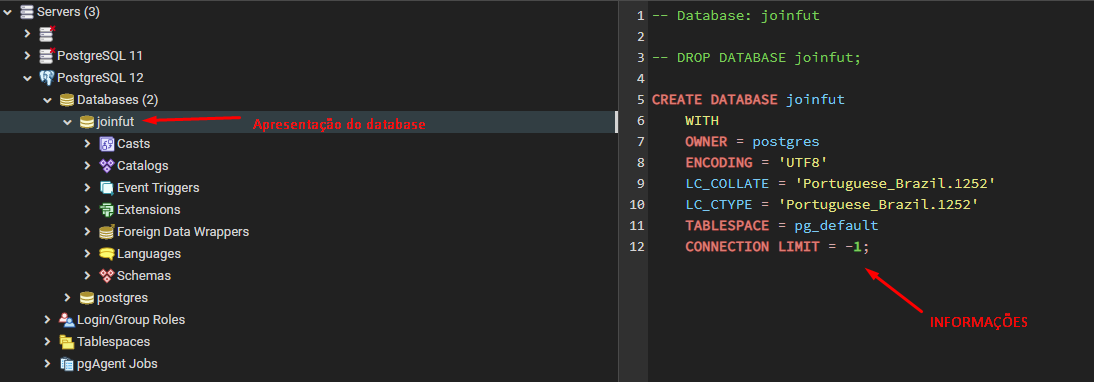 Servers (3)
PostgreSQL 11
PostgreSQL 12
Databases (2)
joinfut
Apresentação do database
Casts
Catalogs
Event Triggers
Extensions
Foreign Data Wrappers
Languages
Schemas
postgres
Login/Group Roles
Tablespaces
pgAgent Jobs
1 -- Database: joinfut
2
3 -- DROP DATABASE joinfut;
4
5 CREATE DATABASE joinfut
6 WITH
7 OWNER = postgres
8 ENCODING = 'UTF8'
9 LC_COLLATE = 'Portuguese_Brazil.1252'
10 LC_CTYPE = 'Portuguese_Brazil.1252'
11 TABLESPACE = pg_default
12 CONNECTION LIMIT = -1;
INFORMAÇÕES